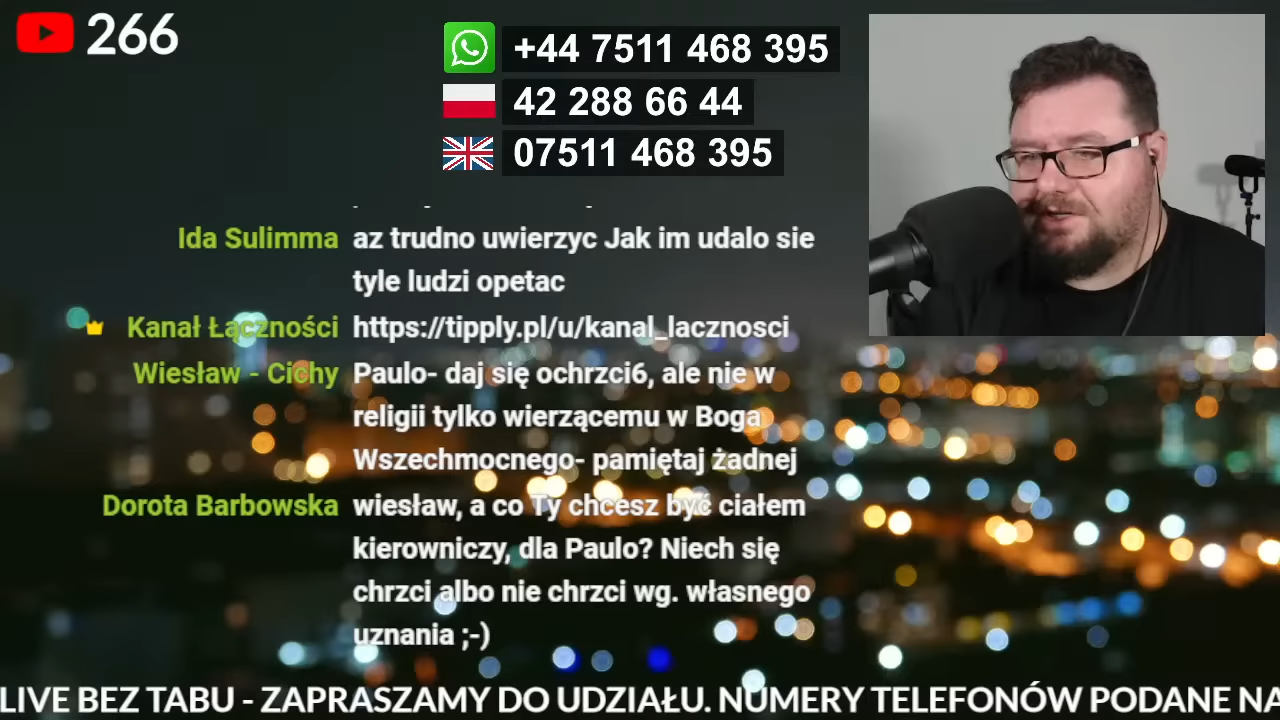 266
+44 7511 468 395
42 288 66 44
07511 468 395
Ida Sulimma az trudno uwierzyc Jak im udalo sie
tyle ludzi opetac
Kanał Łączności https://tipply.pl/u/kanal_lacznosci
Wiesław - Cichy Paulo- daj się ochrzci6, ale nie w
religii tylko wierzącemu w Boga
Wszechmocnego- pamiętaj żadnej
Dorota Barbowska wiesław, a co Ty chcesz być ciałem
kierowniczy, dla Paulo? Niech się
chrzci albo nie chrzci wg. własnego
uznania ;-)
LIVE BEZ TABU - ZAPRASZAMY DO UDZIAŁU. NUMERY TELEFONÓW PODANE NA